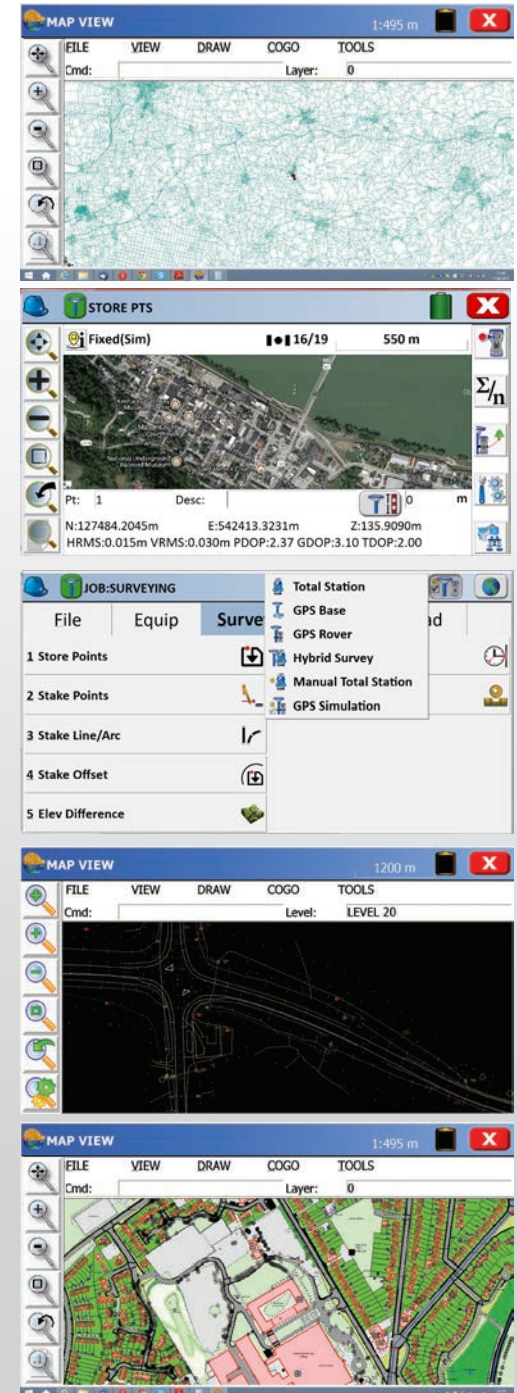 MAP VIEW 1:495 m
FILE VIEW DRAW COGO TOOLS
Cmd: Layer: 0
STORE PTS
Fixed(Sim) 16/19 550 m
Σ/n
Pt: 1 Desc: 0 m
N:127484.2045m E:542413.3231m Z:135.9090m
HRMS:0.015m VRMS:0.030m PDOP:2.37 GDOP:3.10 TDOP:2.00
JOB:SURVEYING
File Equip Surve ad
Total Station
GPS Base
GPS Rover
Hybrid Survey
Manual Total Station
GPS Simulation
1 Store Points
2 Stake Points
3 Stake Line/Arc
4 Stake Offset
5 Elev Difference
MAP VIEW 1200 m
FILE VIEW DRAW COGO TOOLS
Cmd: Level: LEVEL 20
MAP VIEW 1:495 m
FILE VIEW DRAW COGO TOOLS
Cmd: Layer: 0